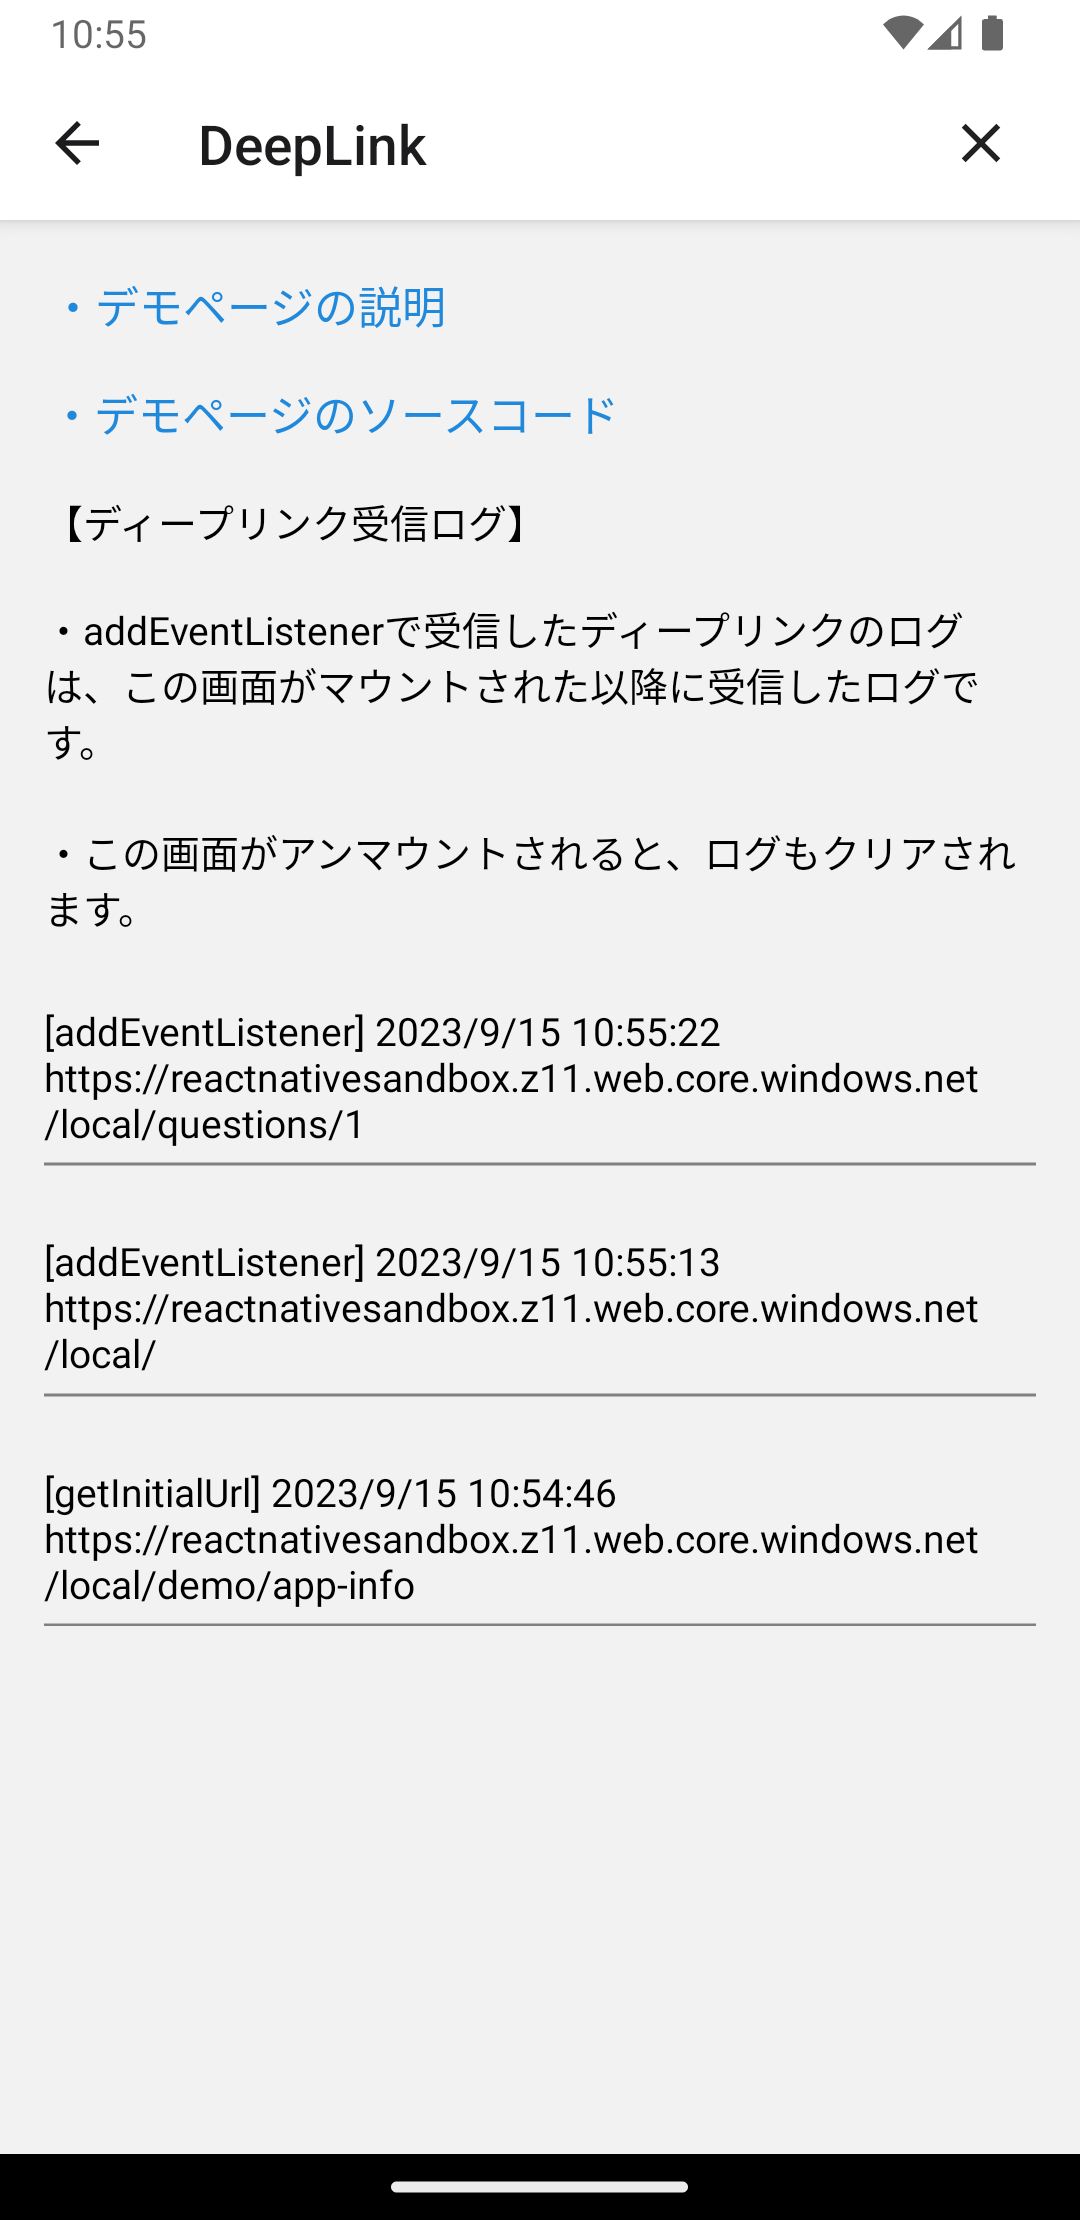 10:55
DeepLink
・デモページの説明
・デモページのソースコード
【ディープリンク受信ログ】
・addEventListenerで受信したディープリンクのログ
は、この画面がマウントされた以降に受信したログで
す。
・この画面がアンマウントされると、ログもクリアされ
ます。
[addEventListener] 2023/9/15 10:55:22
https://reactnativesandbox.z11.web.core.windows.net
/local/questions/1
[addEventListener] 2023/9/15 10:55:13
https://reactnativesandbox.z11.web.core.windows.net
/local/
[getInitialUrl] 2023/9/15 10:54:46
https://reactnativesandbox.z11.web.core.windows.net
/local/demo/app-info